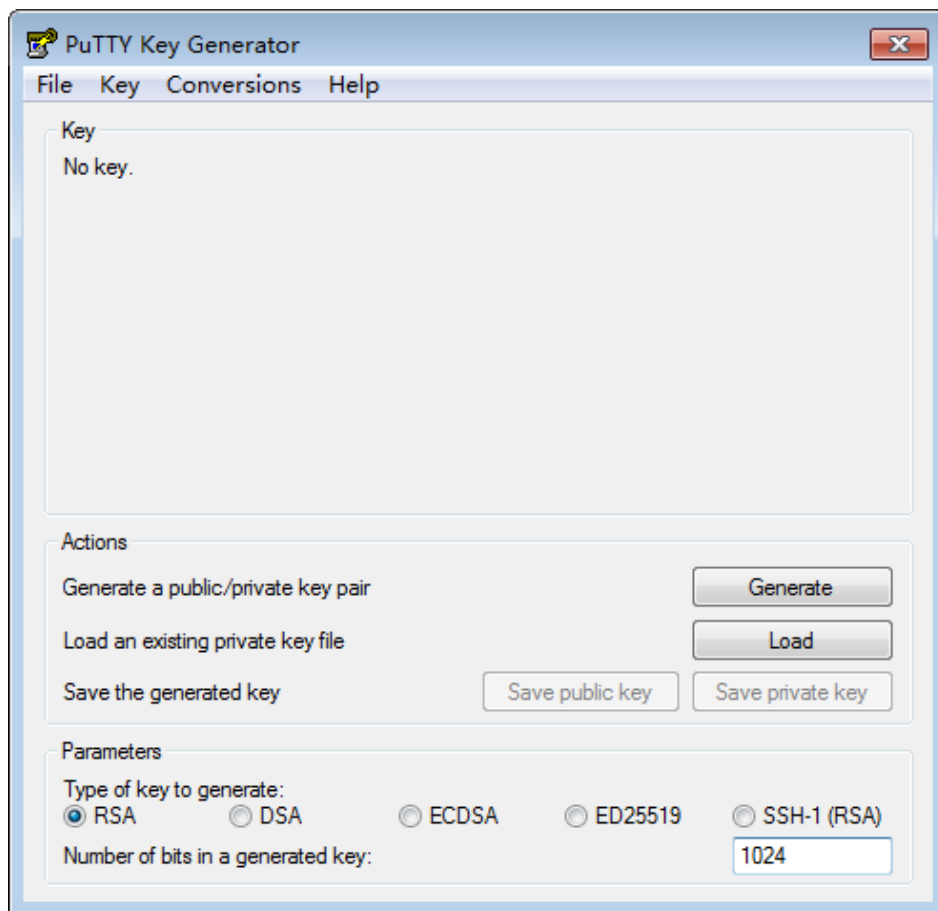 PuTTY Key Generator
File Key Conversions Help
Key
No key.
Actions
Generate a public/private key pair Generate
Load an existing private key file Load
Save the generated key Save public key Save private key
Parameters
Type of key to generate:
RSA DSA ECDSA ED25519 SSH-1 (RSA)
Number of bits in a generated key: 1024